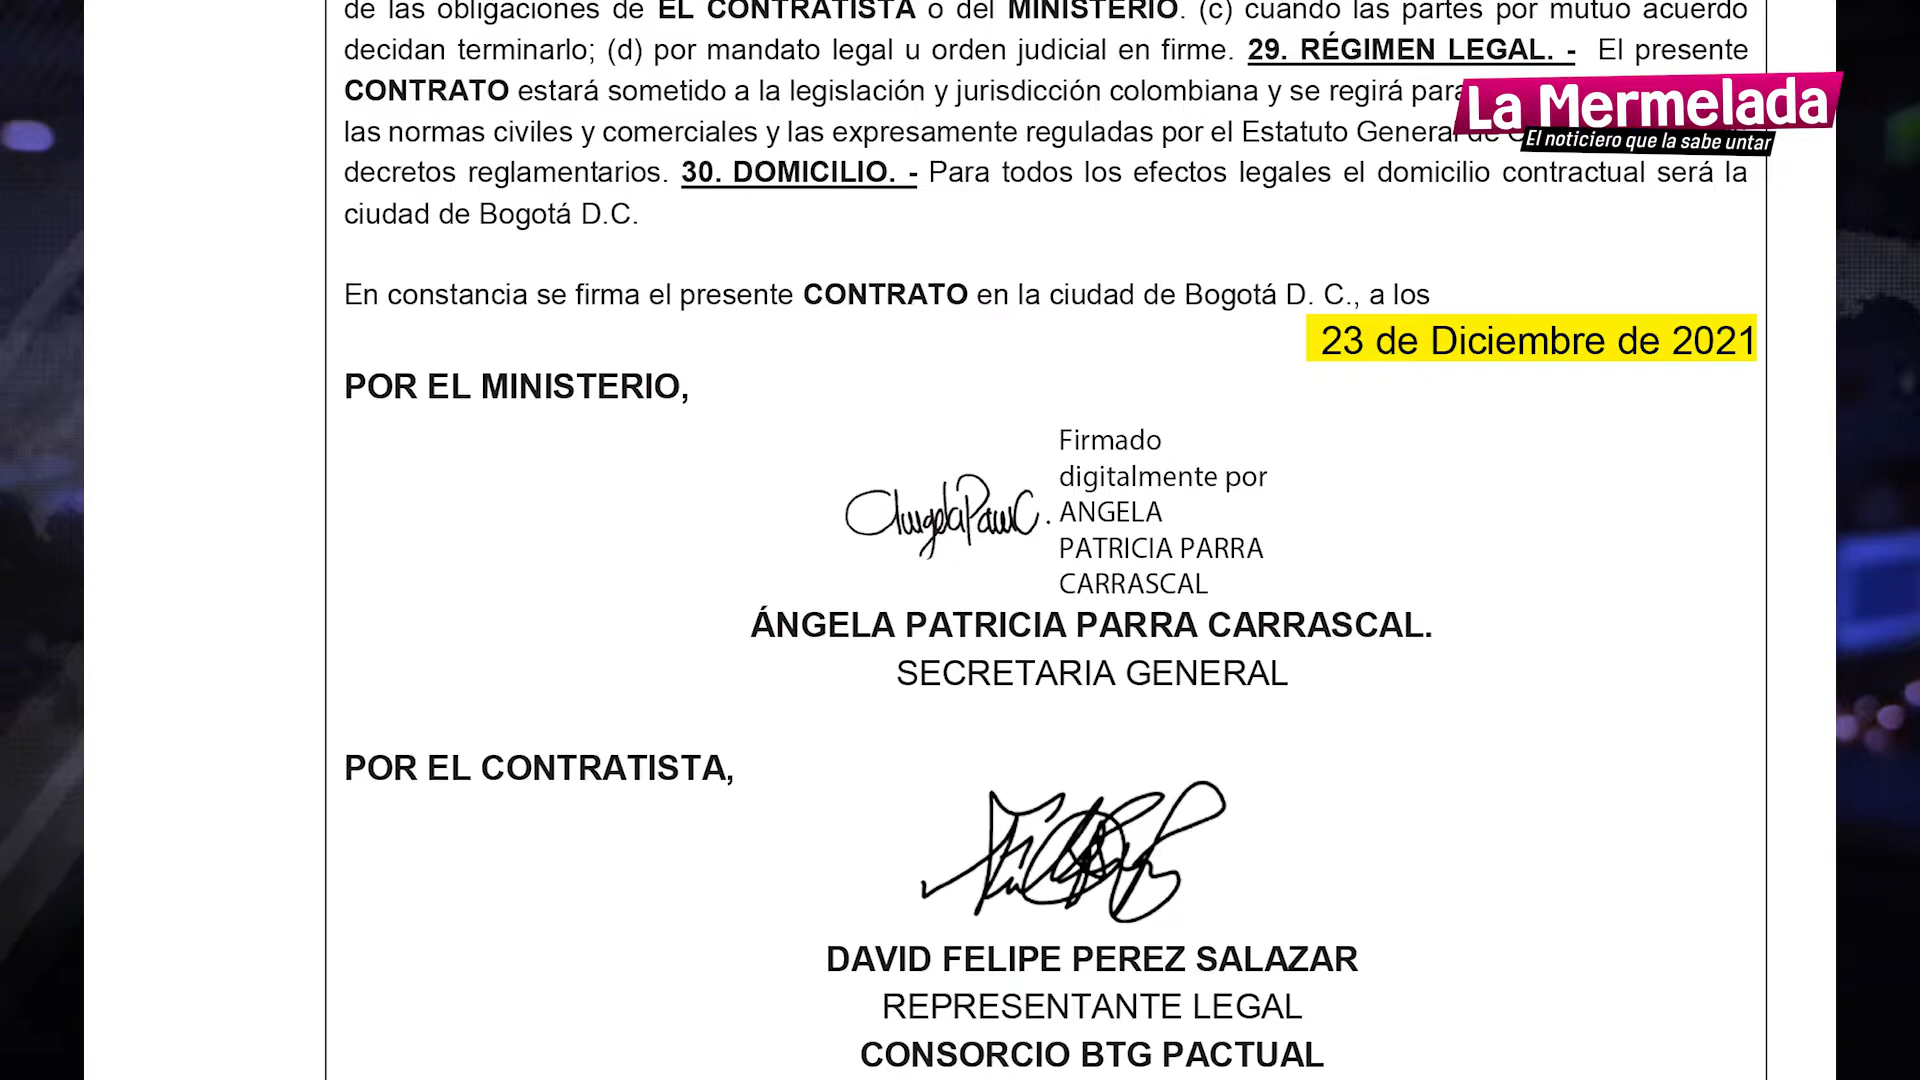 de las obligaciones de EL CONTRATISTA o del MINISTERIO. (c) cuando las partes por mutuo acuerdo
decidan terminarlo; (d) por mandato legal u orden judicial en firme. 29. RÉGIMEN LEGAL. - El presente
CONTRATO estará sometido a la legislación y jurisdicción colombiana y se regirá para
las normas civiles y comerciales y las expresamente reguladas por el Estatuto General de
decretos reglamentarios. 30. DOMICILIO. - Para todos los efectos legales el domicilio contractual será la
ciudad de Bogotá D.C.
La Mermelada
El noticiero que la sabe untar
En constancia se firma el presente CONTRATO en la ciudad de Bogotá D. C., a los
23 de Diciembre de 2021
POR EL MINISTERIO,
Firmado
digitalmente por
ANGELA
PATRICIA PARRA
CARRASCAL
ÁNGELA PATRICIA PARRA CARRASCAL.
SECRETARIA GENERAL
POR EL CONTRATISTA,
DAVID FELIPE PEREZ SALAZAR
REPRESENTANTE LEGAL
CONSORCIO BTG PACTUAL